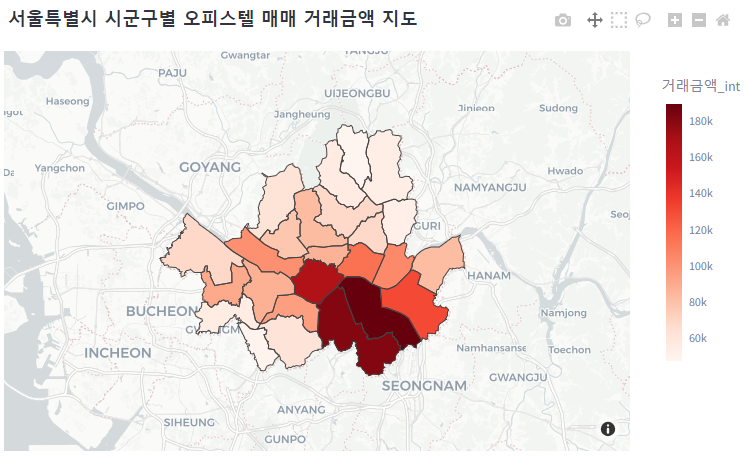 서울특별시 시군구별 오피스텔 매매 거래금액 지도
Gwangtar
YANGJU
PAJU
UIJEONGBU
거래금액_int
Haseong
Jinjeop
Sudong
Jangheung
180k
Yangchon
GOYANG
Hwado
160k
NAMYANGJU
GIMPO
140k
GURI
120k
HANAM
100k
BUCHEON
Namjong
80k
INCHEON
Namhansanse
Toechon
60k
SEONGNAM
GWANGJU
ANYANG
SIHEUNG
GUNPO